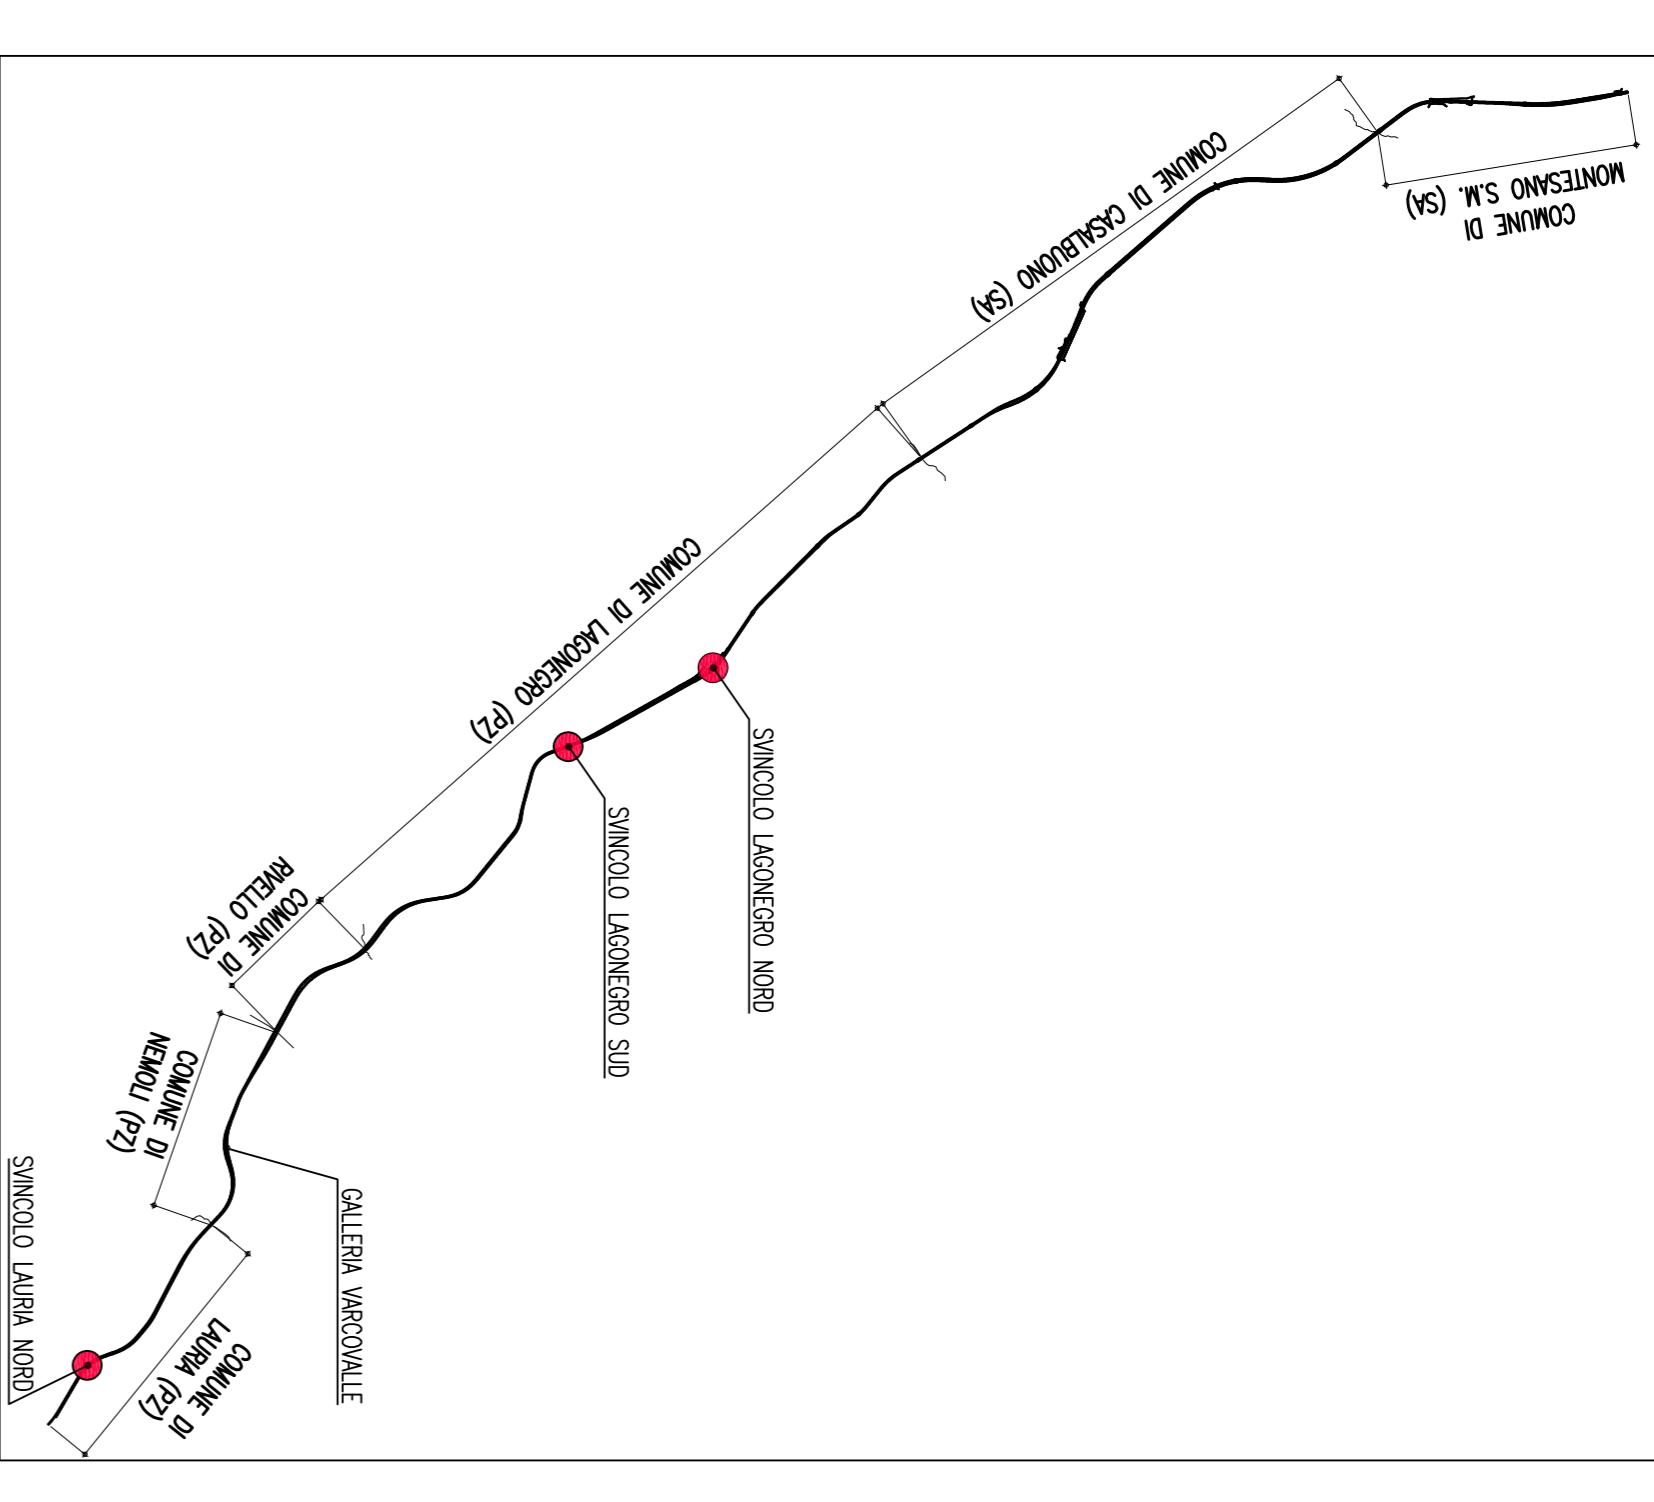 COMUNE DI
MONTESANO S.M. (SA)
COMUNE DI CASALBUONO (SA)
COMUNE DI LAGONEGRO (PZ)
SVINCOLO LAGONEGRO NORD
SVINCOLO LAGONEGRO SUD
COMUNE DI
RIVELLO (PZ)
COMUNE DI
NEMOLI (PZ)
GALLERIA VARCOVALLE
COMUNE DI
LAURIA (PZ)
SVINCOLO LAURIA NORD